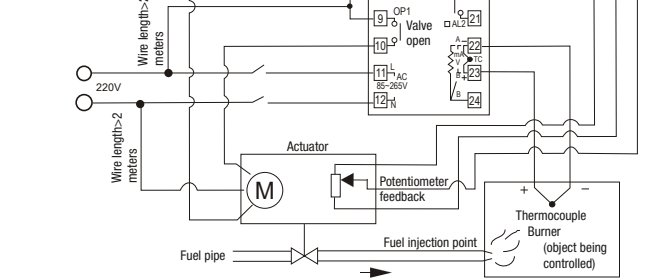 Wire length>2
meters
9
OP1
Valve
open
10
11
L
AC
85~265V
12
N
21
AL2
A
22
mA
V
TC
23
B
+
B
24
220V
Wire length>2
meters
Actuator
M
Potentiometer
feedback
+
−
Thermocouple
Burner
(object being
controlled)
Fuel pipe
Fuel injection point